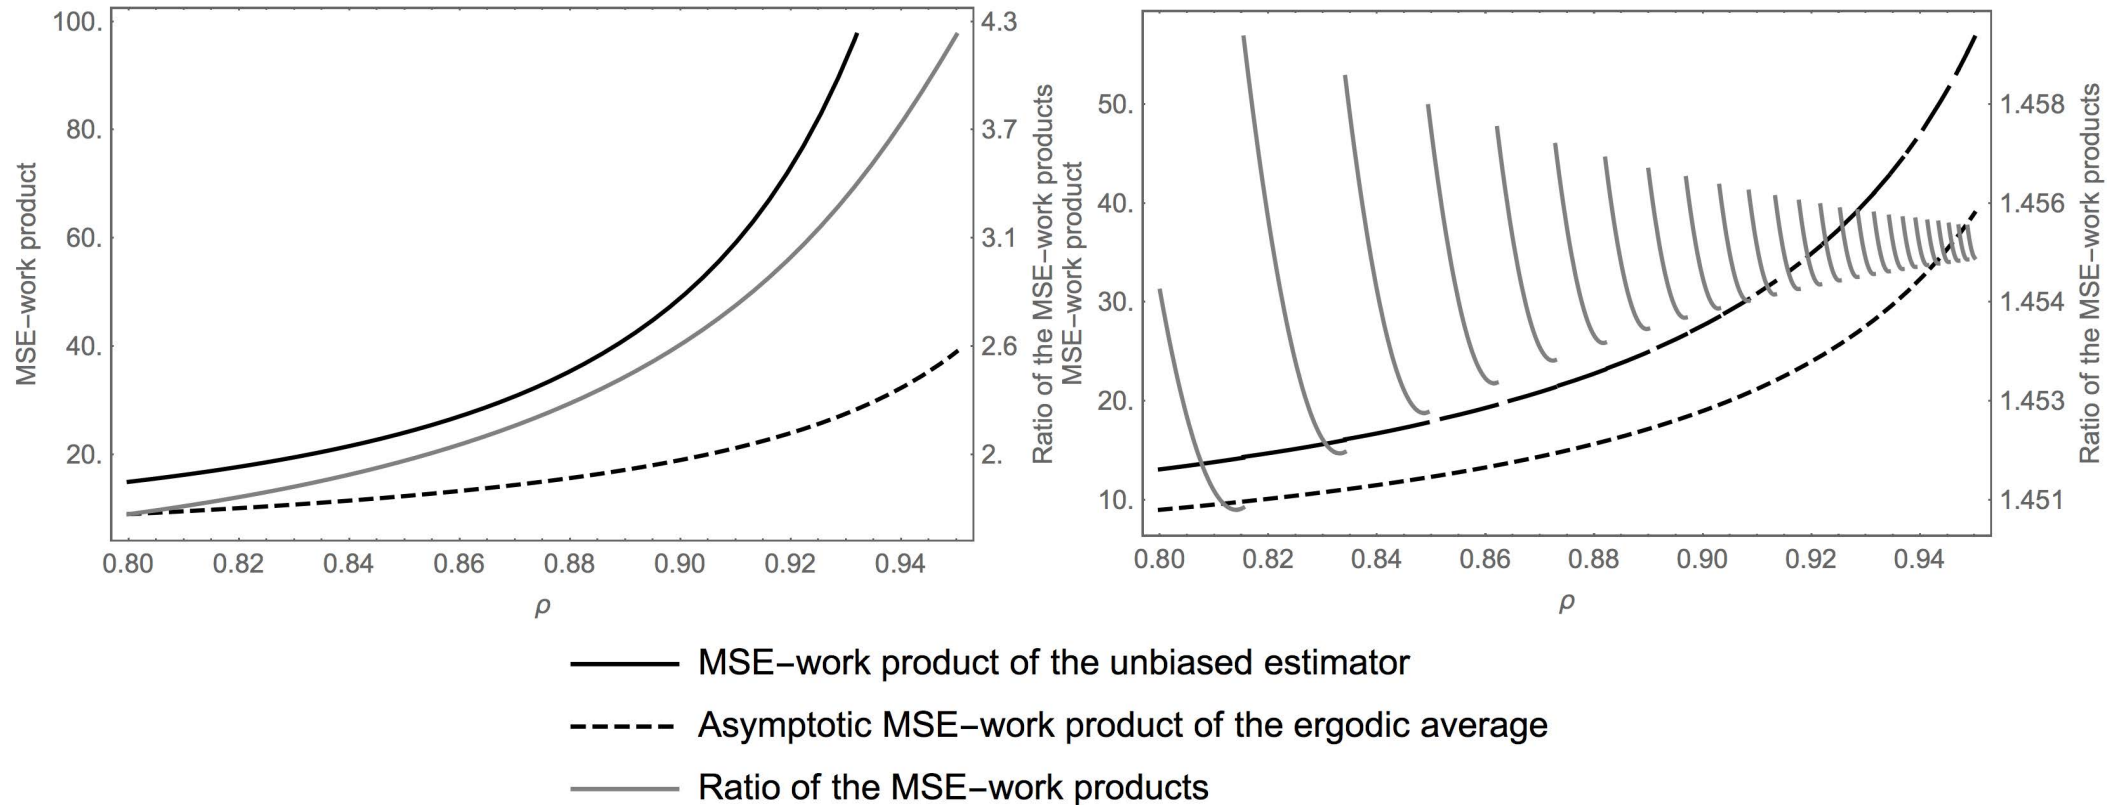 100.
80.
60.
40.
20.
MSE−work product
4.3
3.7
3.1
2.6
2.
Ratio of the MSE−work products
0.80 0.82 0.84 0.86 0.88 0.90 0.92 0.94
ρ
50.
40.
30.
20.
10.
MSE−work product
1.458
1.456
1.454
1.453
1.451
Ratio of the MSE−work products
0.80 0.82 0.84 0.86 0.88 0.90 0.92 0.94
ρ
MSE−work product of the unbiased estimator
Asymptotic MSE−work product of the ergodic average
Ratio of the MSE−work products